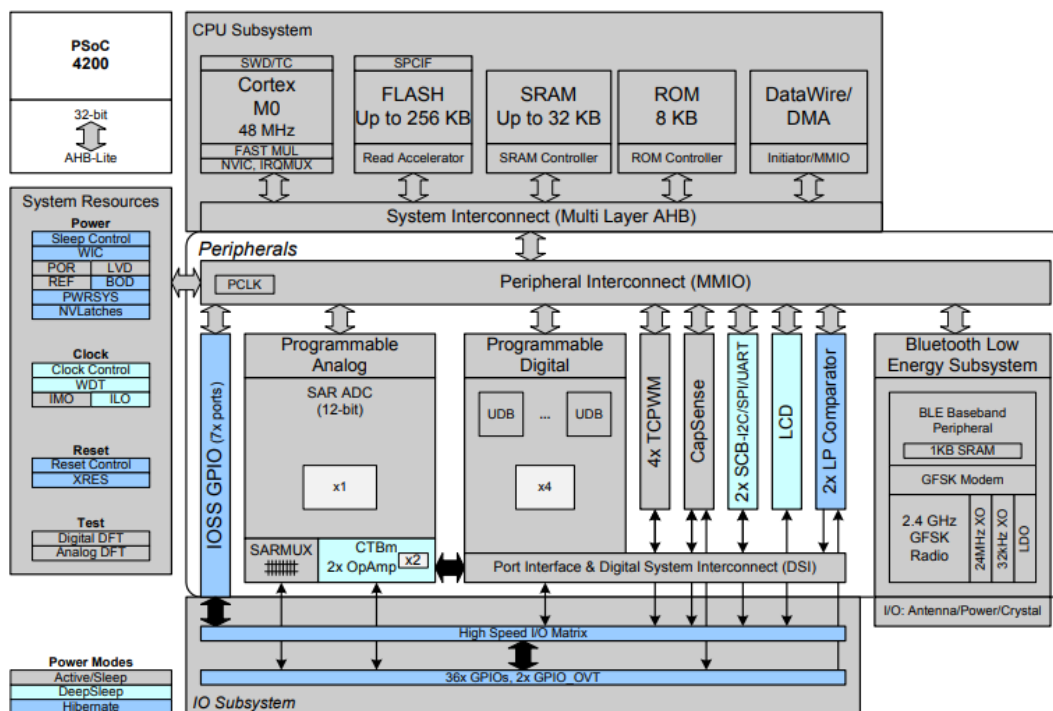 PSoC
4200
32-bit
AHB-Lite
CPU Subsystem
SWD/TC
Cortex
M0
48 MHz
FAST MUL
NVIC, IRQMUX
SPCIF
FLASH
Up to 256 KB
Read Accelerator
SRAM
Up to 32 KB
SRAM Controller
ROM
8 KB
ROM Controller
DataWire/
DMA
Initiator/MMIO
System Interconnect (Multi Layer AHB)
System Resources
Power
Sleep Control
WIC
POR LVD
REF BOD
PWRSYS
NVLatches
Clock
Clock Control
WDT
IMO ILO
Reset
Reset Control
XRES
Test
Digital DFT
Analog DFT
Peripherals
PCLK
Peripheral Interconnect (MMIO)
IOSS GPIO (7x ports)
Programmable
Analog
SAR ADC
(12-bit)
x1
SARMUX
CTBm
2x OpAmp
x2
Programmable
Digital
UDB ... UDB
x4
4x TCPWM
CapSense
2x SCB-I2C/SPI/UART
LCD
2x LP Comparator
Port Interface & Digital System Interconnect (DSI)
Bluetooth Low
Energy Subsystem
BLE Baseband
Peripheral
1KB SRAM
GFSK Modem
2.4 GHz
GFSK
Radio
24MHz XO
32kHz XO
LDO
I/O: Antenna/Power/Crystal
High Speed I/O Matrix
36x GPIOs, 2x GPIO_OVT
IO Subsystem
Power Modes
Active/Sleep
DeepSleep
Hibernate